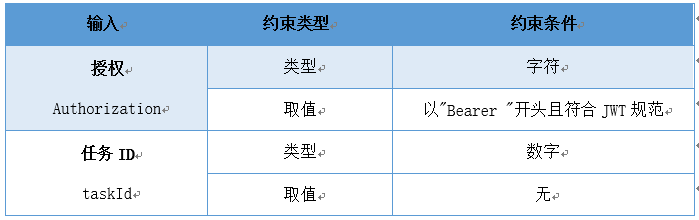 输入 约束类型 约束条件
授权 类型 字符
Authorization 取值 以"Bearer "开头且符合 JWT 规范
任务 ID 类型 数字
taskId 取值 无